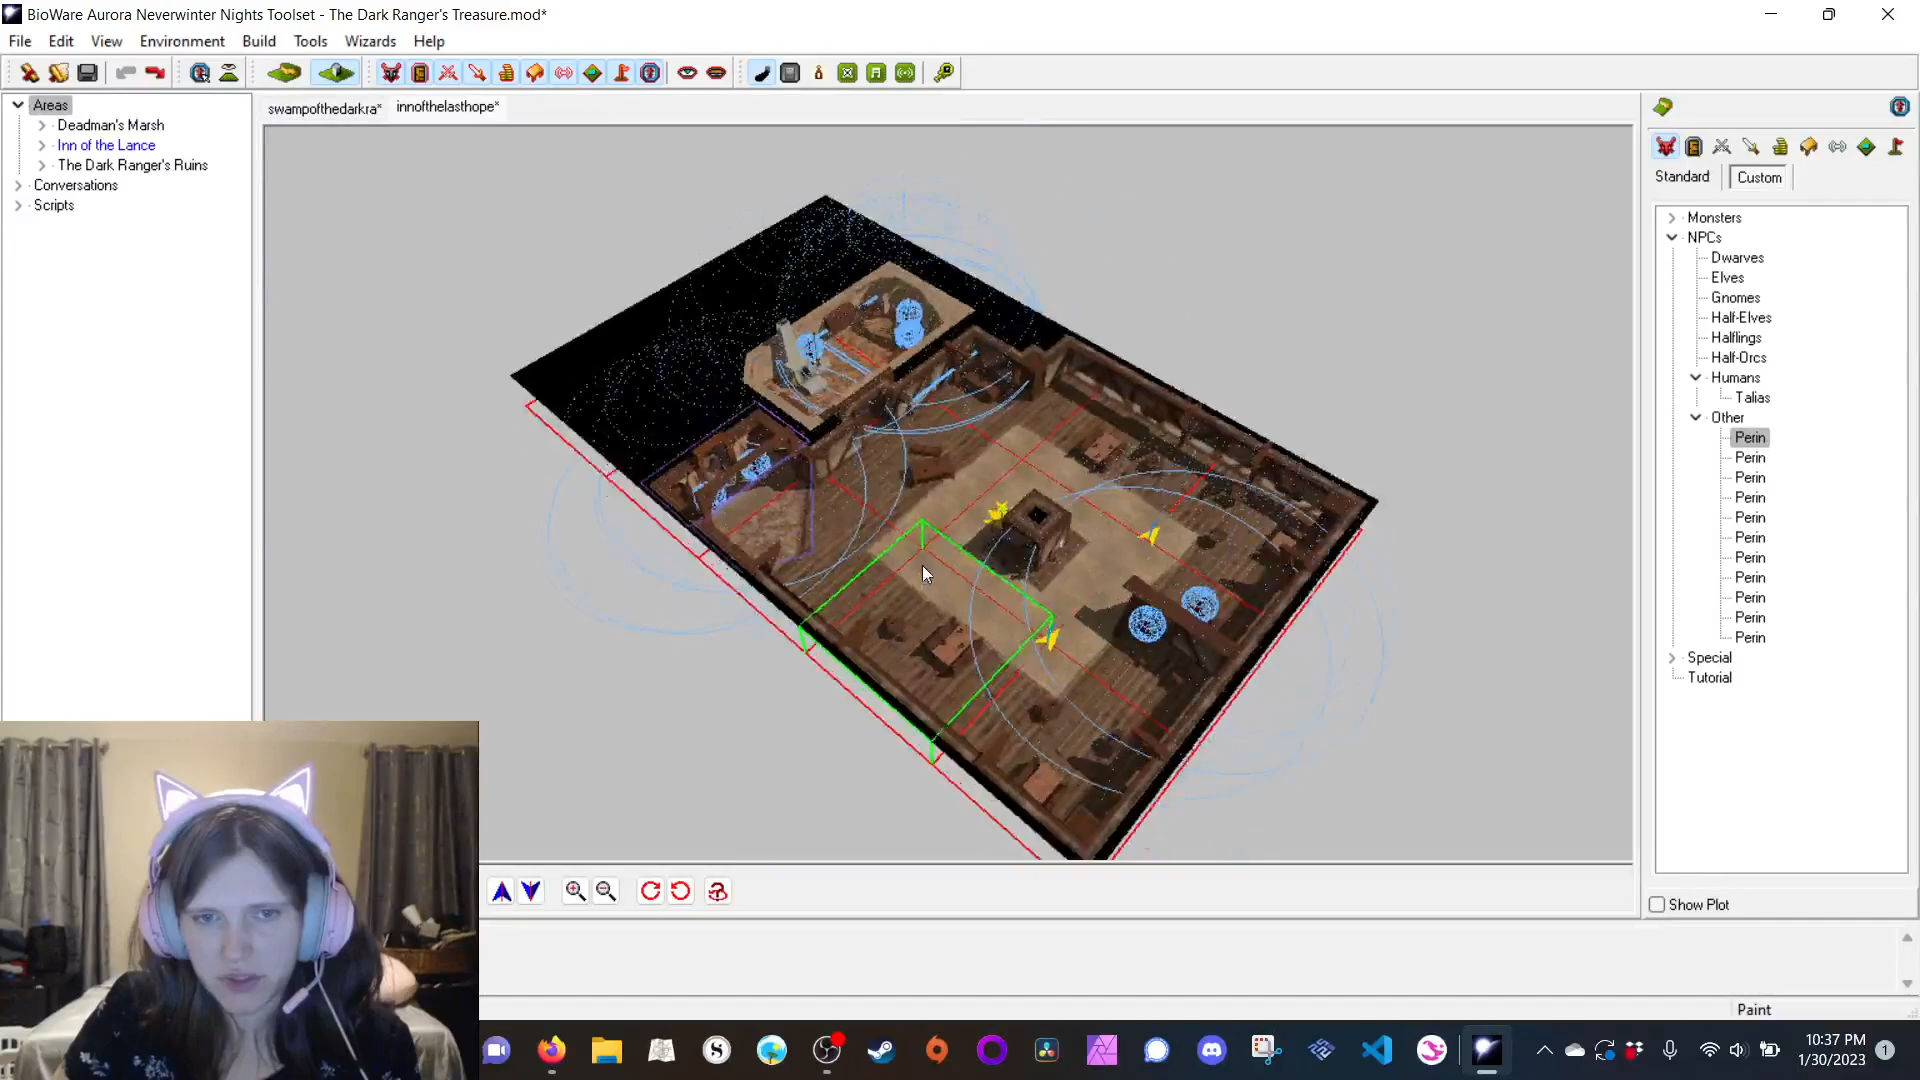 BioWare Aurora Neverwinter Nights Toolset - The Dark Ranger's Treasure.mod*
File Edit View Environment Build Tools Wizards Help
swampofthedarkra* innofthelasthope*
Areas
Deadman's Marsh
Inn of the Lance
The Dark Ranger's Ruins
Conversations
Scripts
Standard Custom
Monsters
NPCs
Dwarves
Elves
Gnomes
Half-Elves
Halflings
Half-Orcs
Humans
Talias
Other
Perin
Perin
Perin
Perin
Perin
Perin
Perin
Perin
Perin
Perin
Perin
Special
Tutorial
Show Plot
Paint
10:37 PM
1/30/2023
1